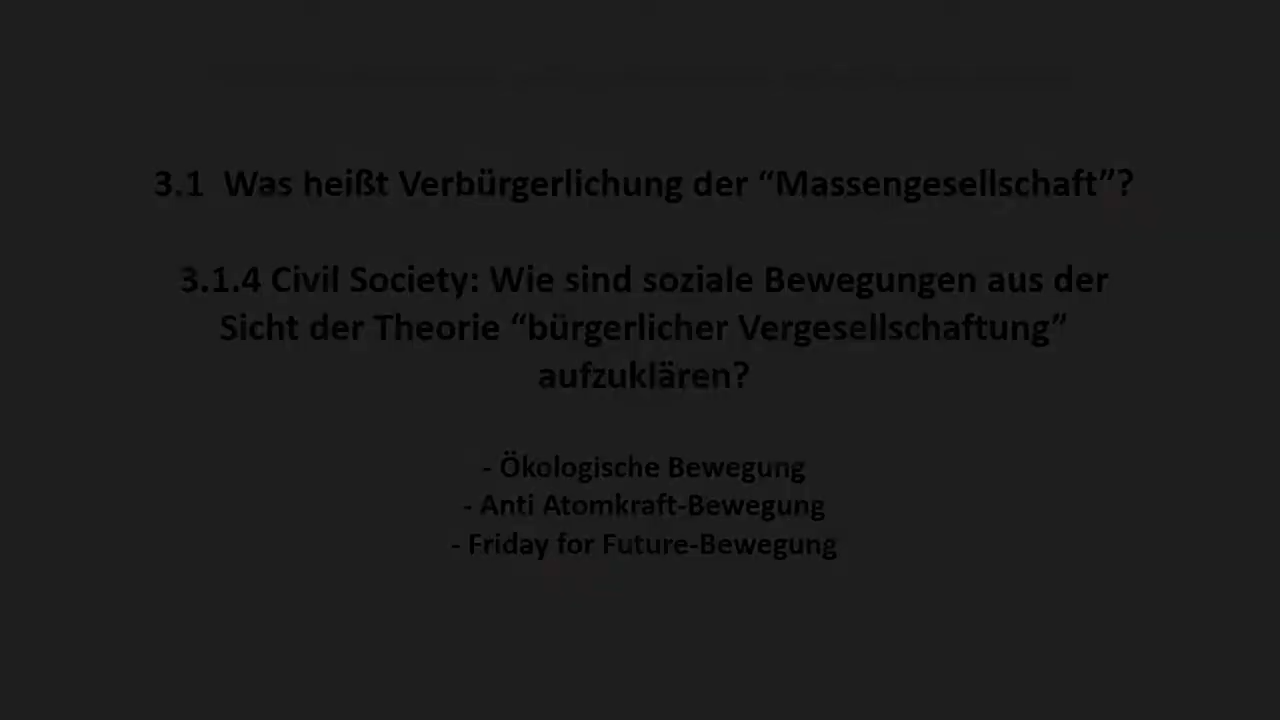 3.1 Was heißt Verbürgerlichung der “Massengesellschaft”?
3.1.4 Civil Society: Wie sind soziale Bewegungen aus der
Sicht der Theorie “bürgerlicher Vergesellschaftung”
aufzuklären?
- Ökologische Bewegung
- Anti Atomkraft-Bewegung
- Friday for Future-Bewegung